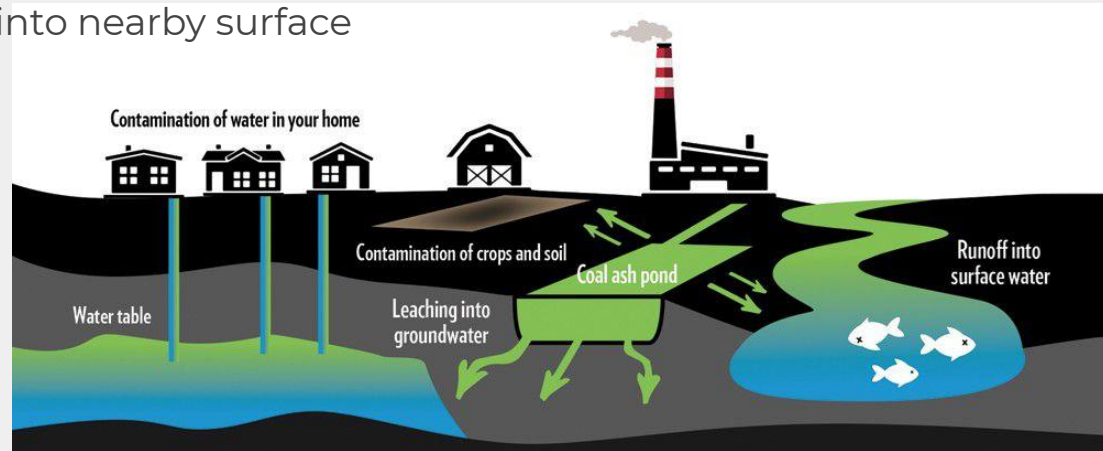 into nearby surface
Contamination of water in your home
Contamination of crops and soil
Coal ash pond
Runoff into
surface water
Water table
Leaching into
groundwater